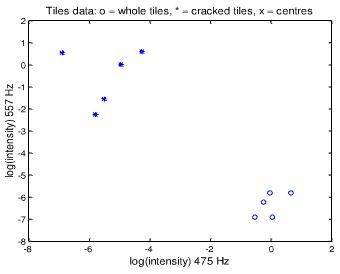 Tiles data: o = whole tiles, * = cracked tiles, x = centres
2
1
0
-1
-2
-3
-4
-5
-6
-7
-8
log(intensity) 557 Hz
-8 -6 -4 -2 0 2
log(intensity) 475 Hz